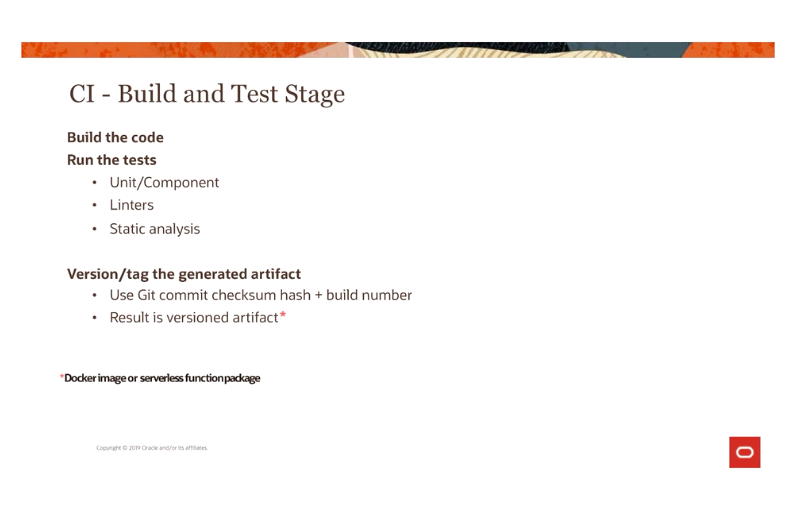 CI - Build and Test Stage
Build the code
Run the tests
• Unit/Component
• Linters
• Static analysis
Version/tag the generated artifact
• Use Git commit checksum hash + build number
• Result is versioned artifact*
*Docker image or serverless function package
Copyright © 2019 Oracle and/or its affiliates.